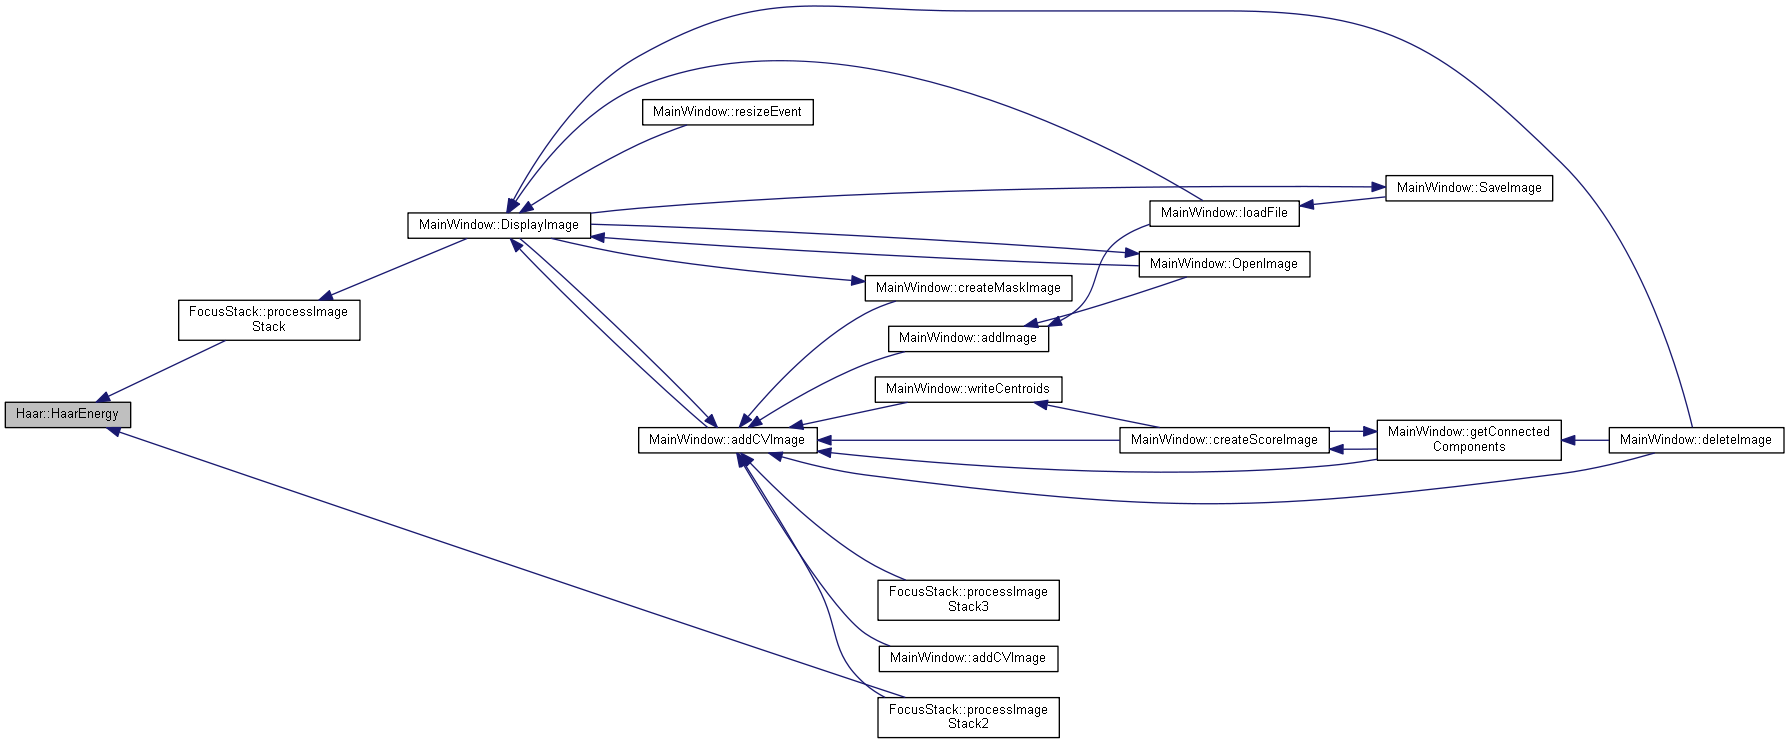 MainWindow::resizeEvent
MainWindow::SaveImage
MainWindow::loadFile
MainWindow::DisplayImage
MainWindow::OpenImage
MainWindow::createMaskImage
FocusStack::processImage
Stack
MainWindow::addImage
MainWindow::writeCentroids
Haar::HaarEnergy
MainWindow::addCVImage
MainWindow::createScoreImage
MainWindow::getConnected
Components
MainWindow::deleteImage
FocusStack::processImage
Stack3
MainWindow::addCVImage
FocusStack::processImage
Stack2